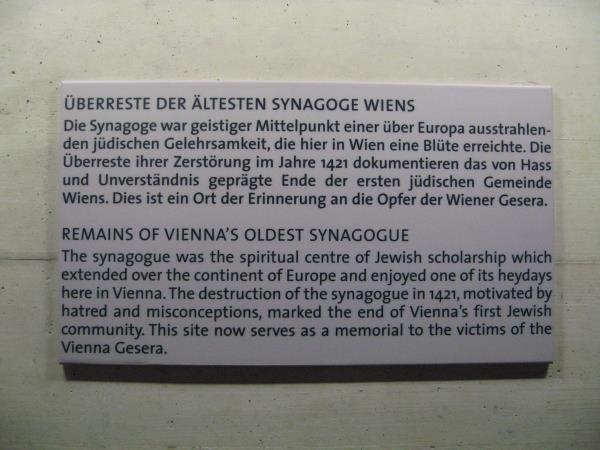 ÜBERRESTE DER ÄLTESTEN SYNAGOGE WIENS
Die Synagoge war geistiger Mittelpunkt einer über Europa ausstrahlen-
den jüdischen Gelehrsamkeit, die hier in Wien eine Blüte erreichte. Die
Überreste ihrer Zerstörung im Jahre 1421 dokumentieren das von Hass
und Unverständnis geprägte Ende der ersten jüdischen Gemeinde
Wiens. Dies ist ein Ort der Erinnerung an die Opfer der Wiener Gesera.
REMAINS OF VIENNA'S OLDEST SYNAGOGUE
The synagogue was the spiritual centre of Jewish scholarship which
extended over the continent of Europe and enjoyed one of its heydays
here in Vienna. The destruction of the synagogue in 1421, motivated by
hatred and misconceptions, marked the end of Vienna's first Jewish
community. This site now serves as a memorial to the victims of the
Vienna Gesera.